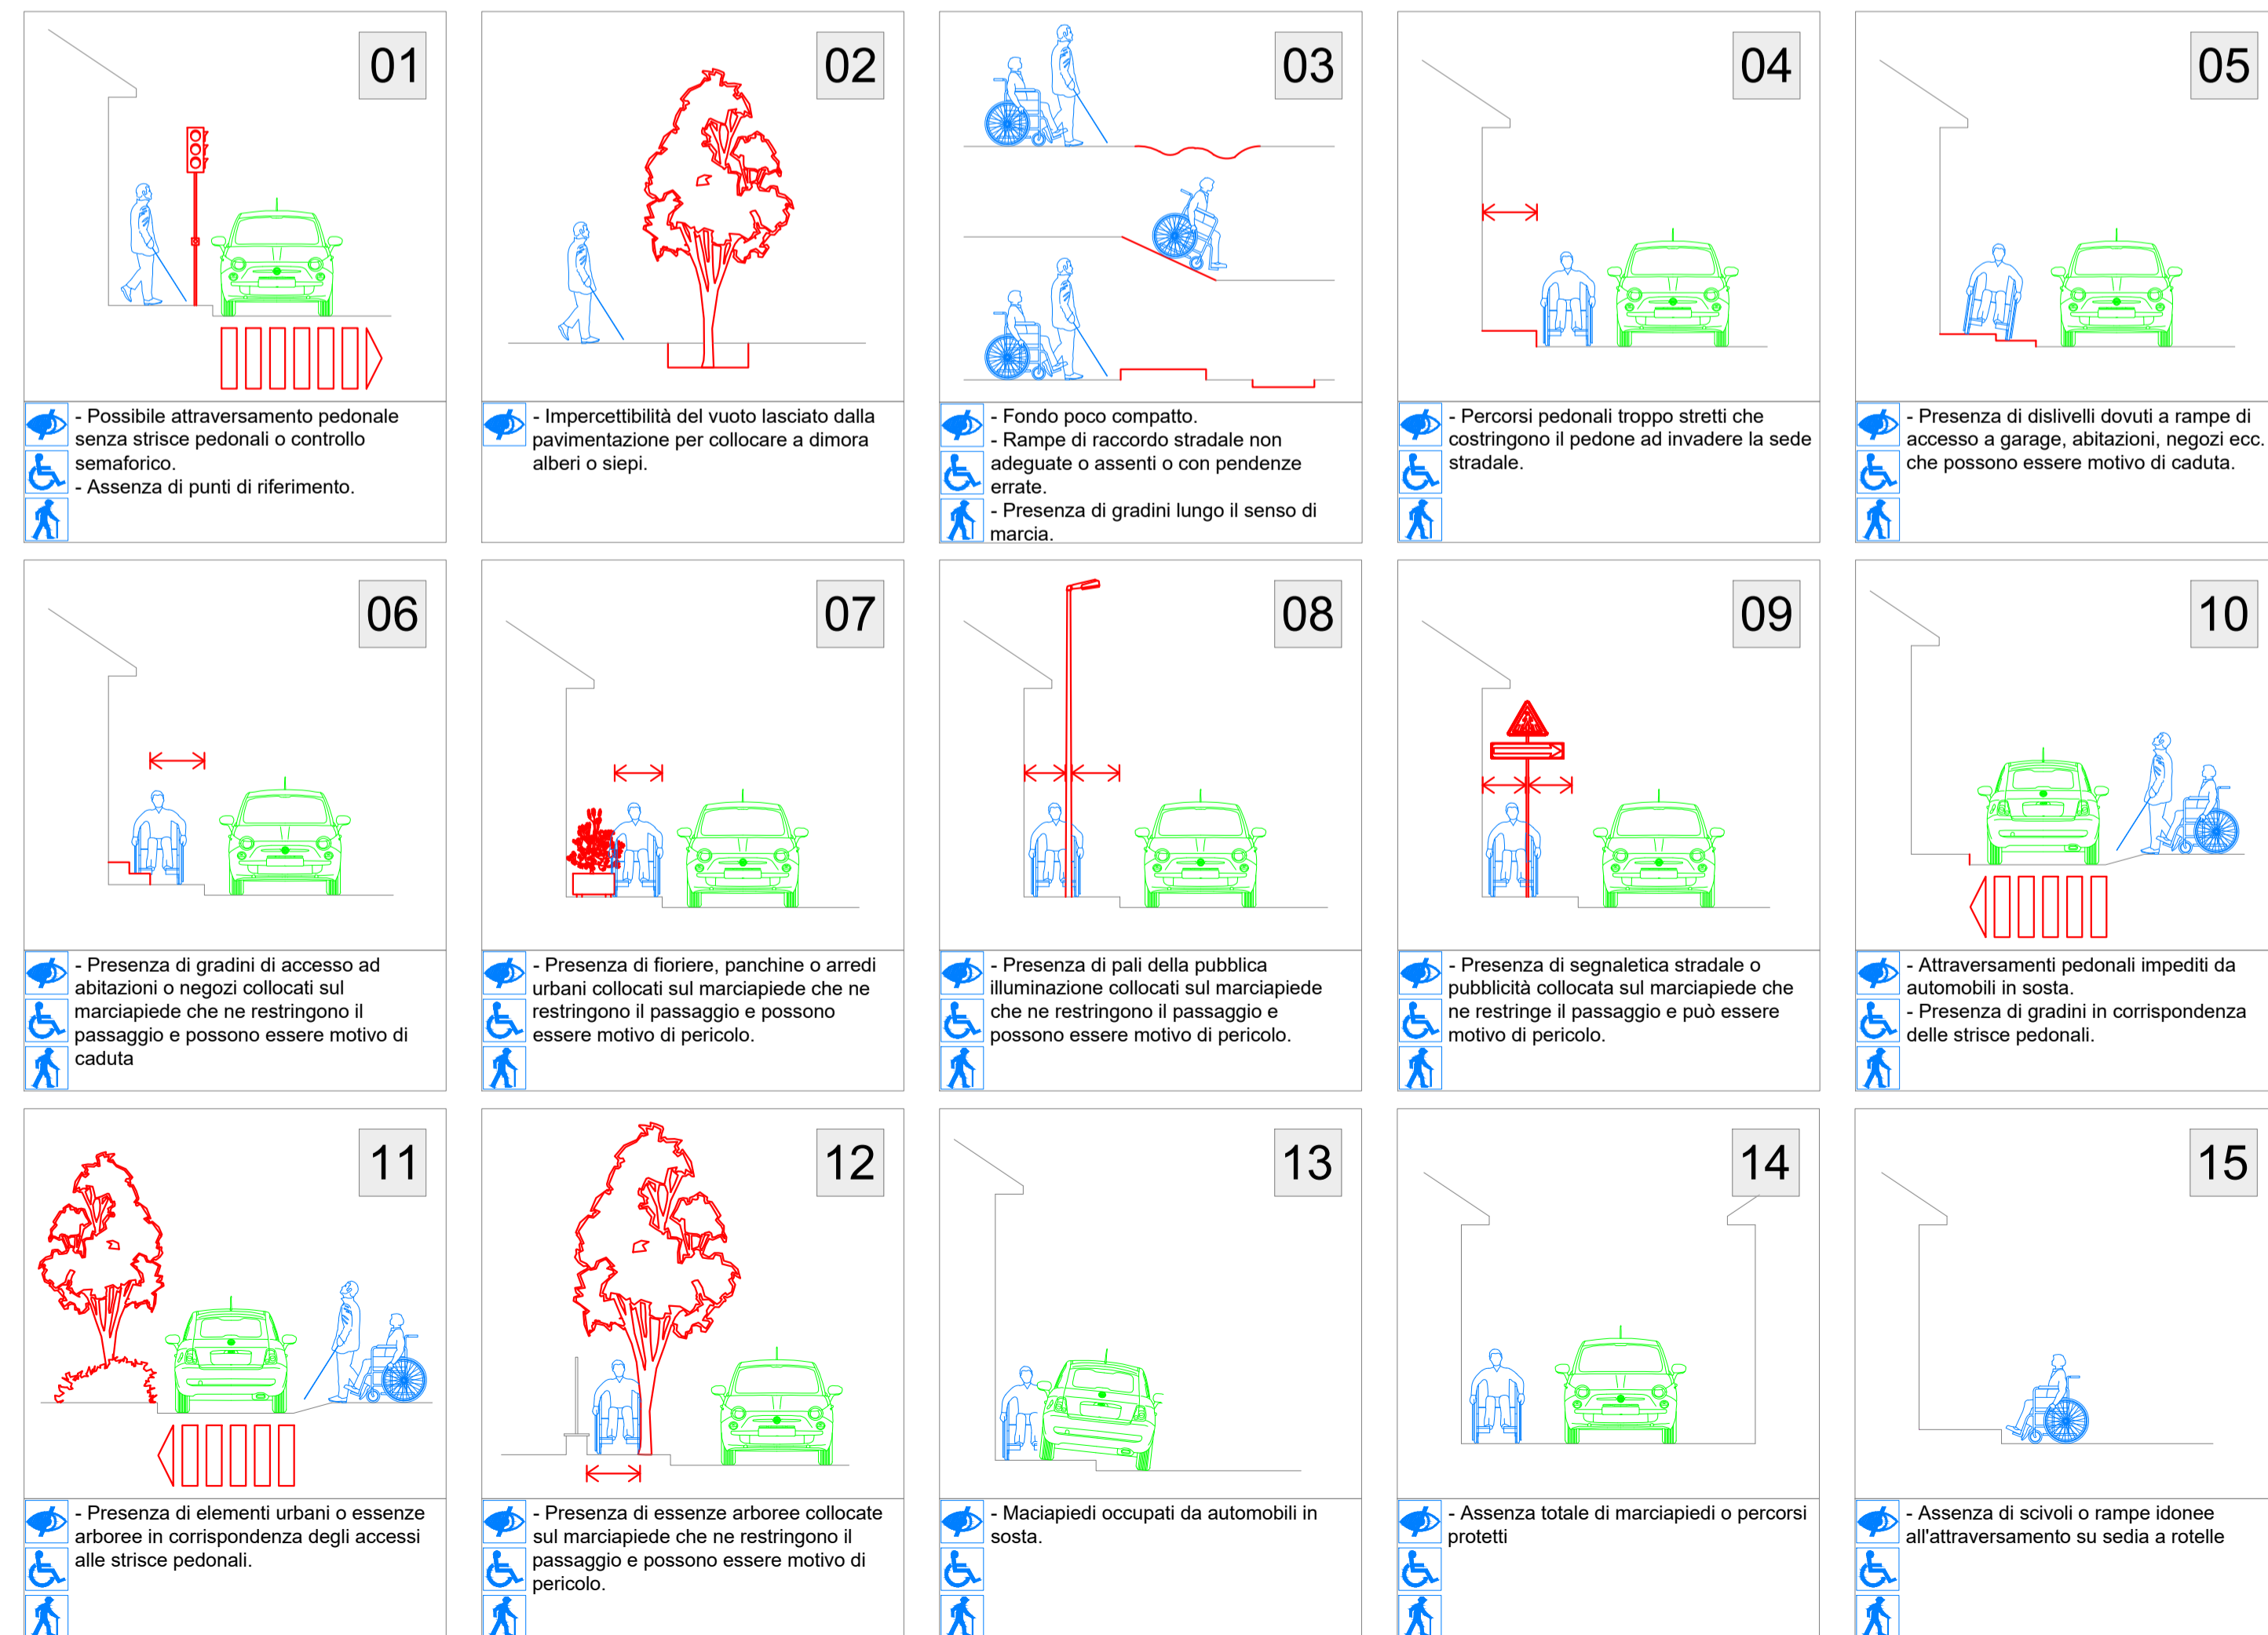 01
- Possibile attraversamento pedonale
senza strisce pedonali o controllo
semaforico.
- Assenza di punti di riferimento.
02
- Impercettibilità del vuoto lasciato dalla
pavimentazione per collocare a dimora
alberi o siepi.
03
- Fondo poco compatto.
- Rampe di raccordo stradale non
adeguate o assenti o con pendenze
errate.
- Presenza di gradini lungo il senso di
marcia.
04
- Percorsi pedonali troppo stretti che
costringono il pedone ad invadere la sede
stradale.
05
- Presenza di dislivelli dovuti a rampe di
accesso a garage, abitazioni, negozi ecc.
che possono essere motivo di caduta.
06
- Presenza di gradini di accesso ad
abitazioni o negozi collocati sul
marciapiede che ne restringono il
passaggio e possono essere motivo di
caduta
07
- Presenza di fioriere, panchine o arredi
urbani collocati sul marciapiede che ne
restringono il passaggio e possono
essere motivo di pericolo.
08
- Presenza di pali della pubblica
illuminazione collocati sul marciapiede
che ne restringono il passaggio e
possono essere motivo di pericolo.
09
- Presenza di segnaletica stradale o
pubblicità collocata sul marciapiede che
ne restringe il passaggio e può essere
motivo di pericolo.
10
- Attraversamenti pedonali impediti da
automobili in sosta.
- Presenza di gradini in corrispondenza
delle strisce pedonali.
11
- Presenza di elementi urbani o essenze
arboree in corrispondenza degli accessi
alle strisce pedonali.
12
- Presenza di essenze arboree collocate
sul marciapiede che ne restringono il
passaggio e possono essere motivo di
pericolo.
13
- Maciapiedi occupati da automobili in
sosta.
14
- Assenza totale di marciapiedi o percorsi
protetti
15
- Assenza di scivoli o rampe idonee
all'attraversamento su sedia a rotelle